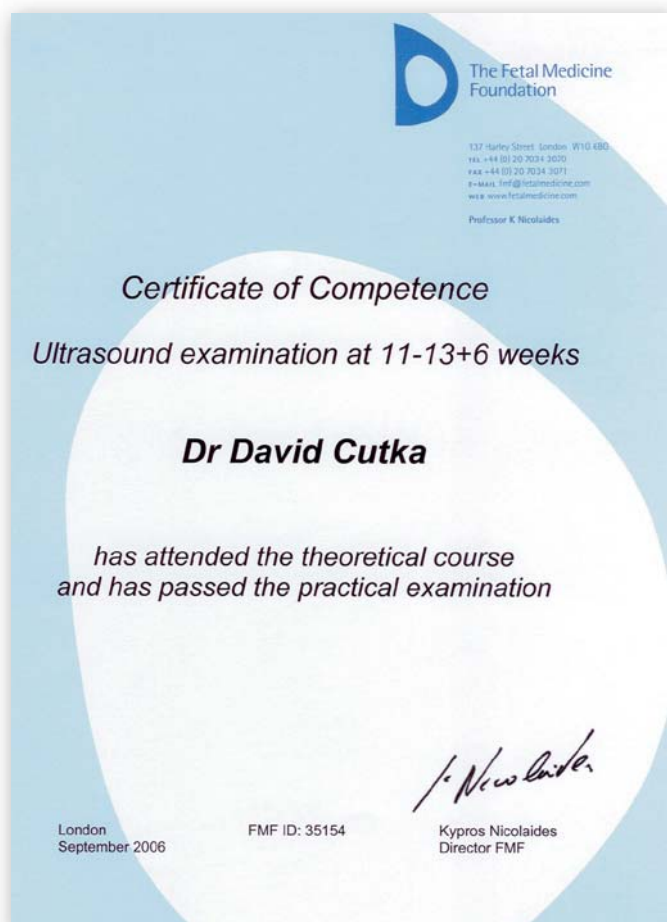 The Fetal Medicine
Foundation
137 Harley Street London W1G 6BG
TEL +44 (0) 20 7034 3070
FAX +44 (0) 20 7034 3071
E-MAIL fmf@fetalmedicine.com
WEB www.fetalmedicine.com
Professor K Nicolaides
Certificate of Competence
Ultrasound examination at 11-13+6 weeks
Dr David Cutka
has attended the theoretical course
and has passed the practical examination
K Nicolaides
London
September 2006
FMF ID: 35154
Kypros Nicolaides
Director FMF